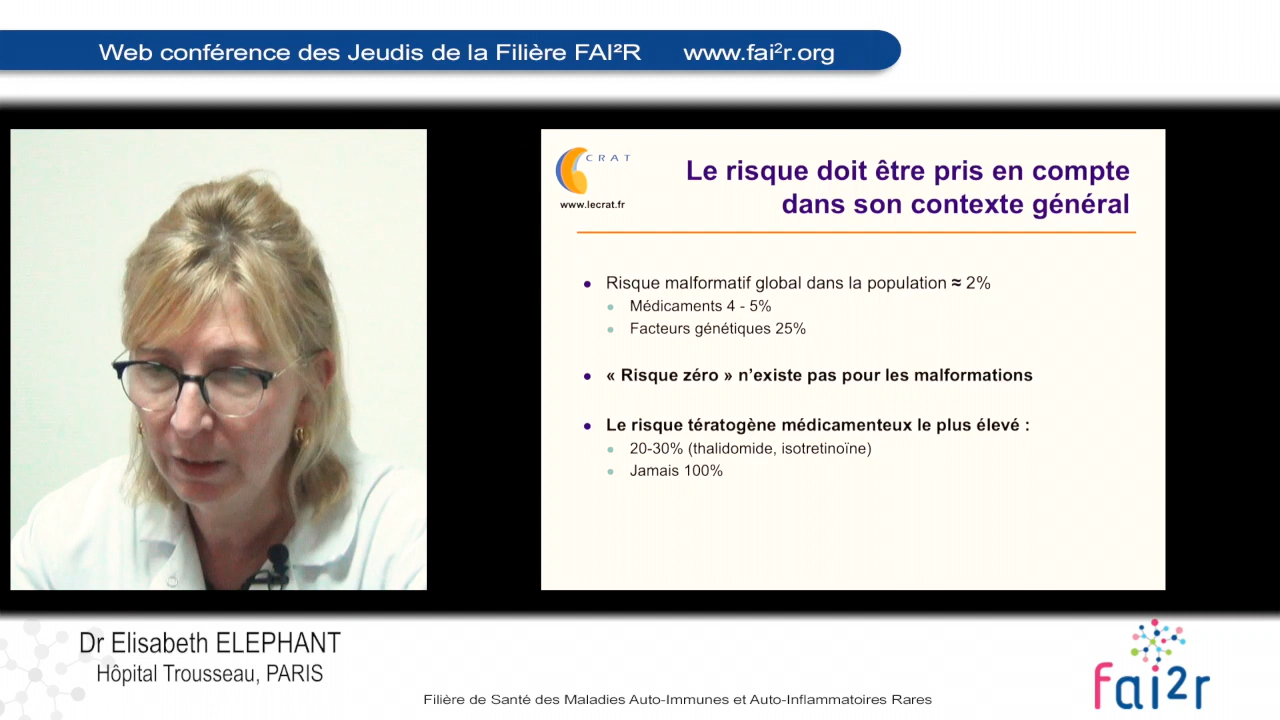 Web conférence des Jeudis de la Filière FAI²R www.fai²r.org
CRAT
www.lecrat.fr
Le risque doit être pris en compte
dans son contexte général
• Risque malformatif global dans la population ≈ 2%
• Médicaments 4 - 5%
• Facteurs génétiques 25%
• « Risque zéro » n’existe pas pour les malformations
• Le risque tératogène médicamenteux le plus élevé :
• 20-30% (thalidomide, isotretinoïne)
• Jamais 100%
Dr Elisabeth ELEPHANT
Hôpital Trousseau, PARIS
fai2r
Filière de Santé des Maladies Auto-Immunes et Auto-Inflammatoires Rares